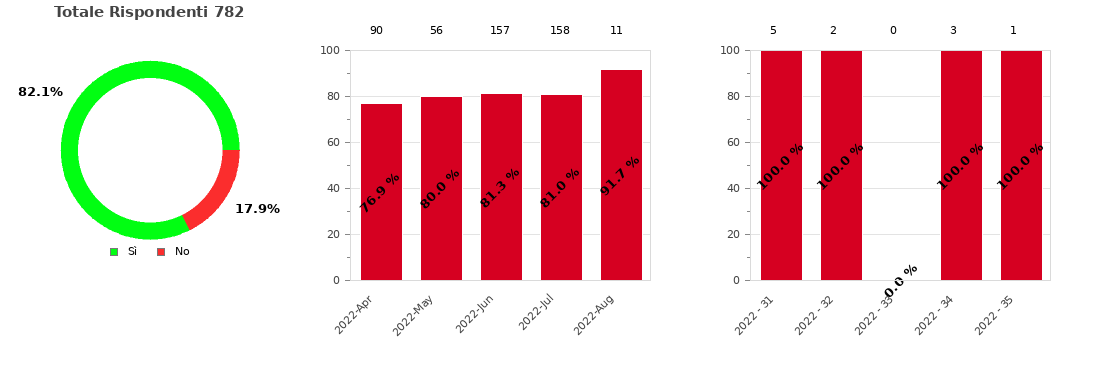 Totale Rispondenti 782
82.1%
17.9%
Sì No
90 56 157 158 11
100
80
60
40
20
0
76.9 %
80.0 %
81.3 %
81.0 %
91.7 %
2022-Apr
2022-May
2022-Jun
2022-Jul
2022-Aug
5 2 0 3 1
100
80
60
40
20
0
100.0 %
100.0 %
0.0 %
100.0 %
100.0 %
2022 - 31
2022 - 32
2022 - 33
2022 - 34
2022 - 35